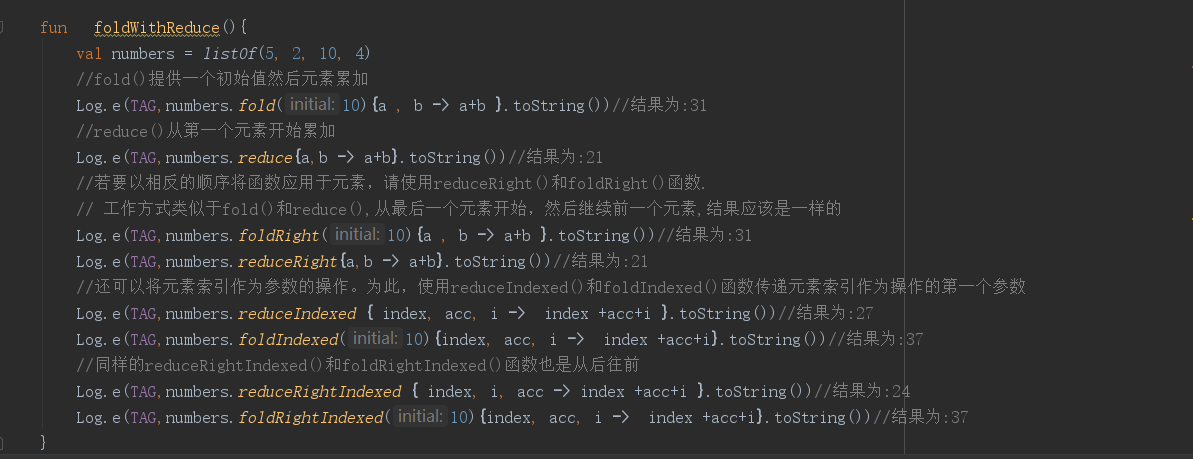 fun foldWithReduce(){
val numbers = listOf(5, 2, 10, 4)
//fold()提供一个初始值然后元素累加
Log.e(TAG,numbers.fold( initial: 10){a , b -> a+b }.toString())//结果为:31
//reduce()从第一个元素开始累加
Log.e(TAG,numbers.reduce{a,b -> a+b}.toString())//结果为:21
//若要以相反的顺序将函数应用于元素，请使用reduceRight()和foldRight()函数.
// 工作方式类似于fold()和reduce(),从最后一个元素开始，然后继续前一个元素,结果应该是一样的
Log.e(TAG,numbers.foldRight( initial: 10){a , b -> a+b }.toString())//结果为:31
Log.e(TAG,numbers.reduceRight{a,b -> a+b}.toString())//结果为:21
//还可以将元素索引作为参数的操作。为此，使用reduceIndexed()和foldIndexed()函数传递元素索引作为操作的第一个参数
Log.e(TAG,numbers.reduceIndexed { index, acc, i -> index +acc+i }.toString())//结果为:27
Log.e(TAG,numbers.foldIndexed( initial: 10){index, acc, i -> index +acc+i}.toString())//结果为:37
//同样的reduceRightIndexed()和foldRightIndexed()函数也是从后往前
Log.e(TAG,numbers.reduceRightIndexed { index, i, acc -> index +acc+i }.toString())//结果为:24
Log.e(TAG,numbers.foldRightIndexed( initial: 10){index, acc, i -> index +acc+i}.toString())//结果为:37
}